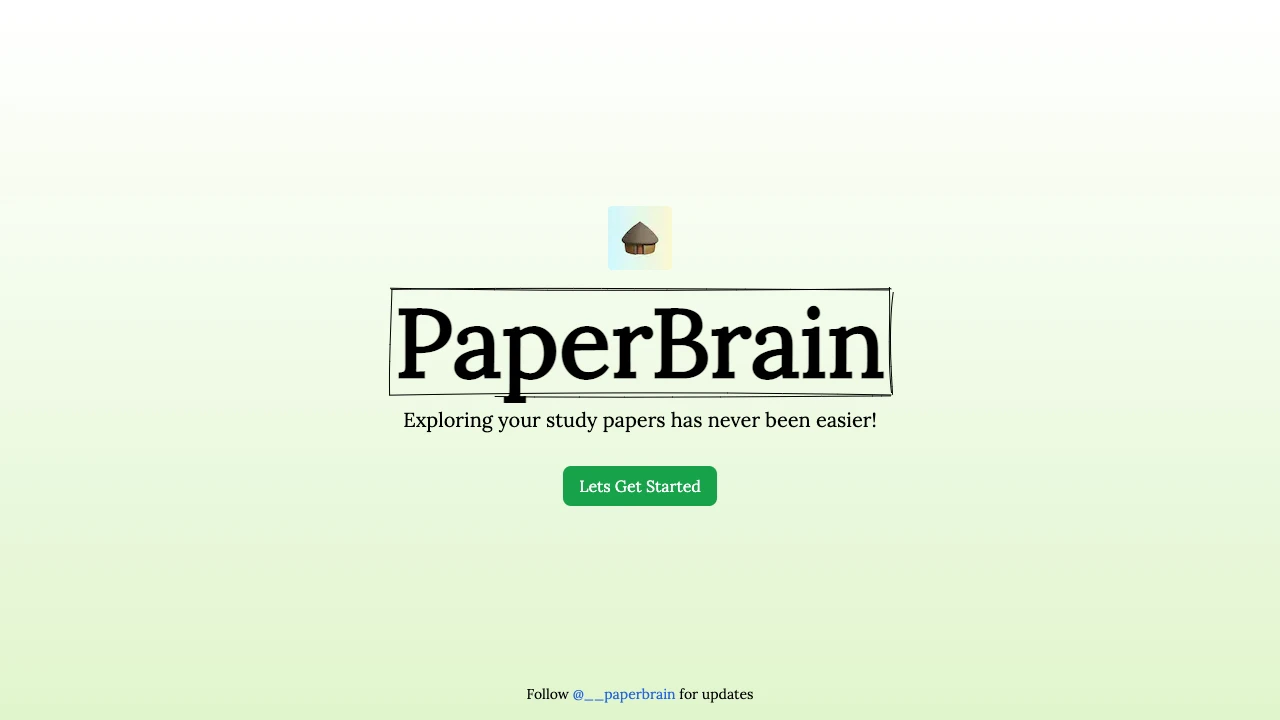 PaperBrain
Exploring your study papers has never been easier!
Lets Get Started
Follow @__paperbrain for updates